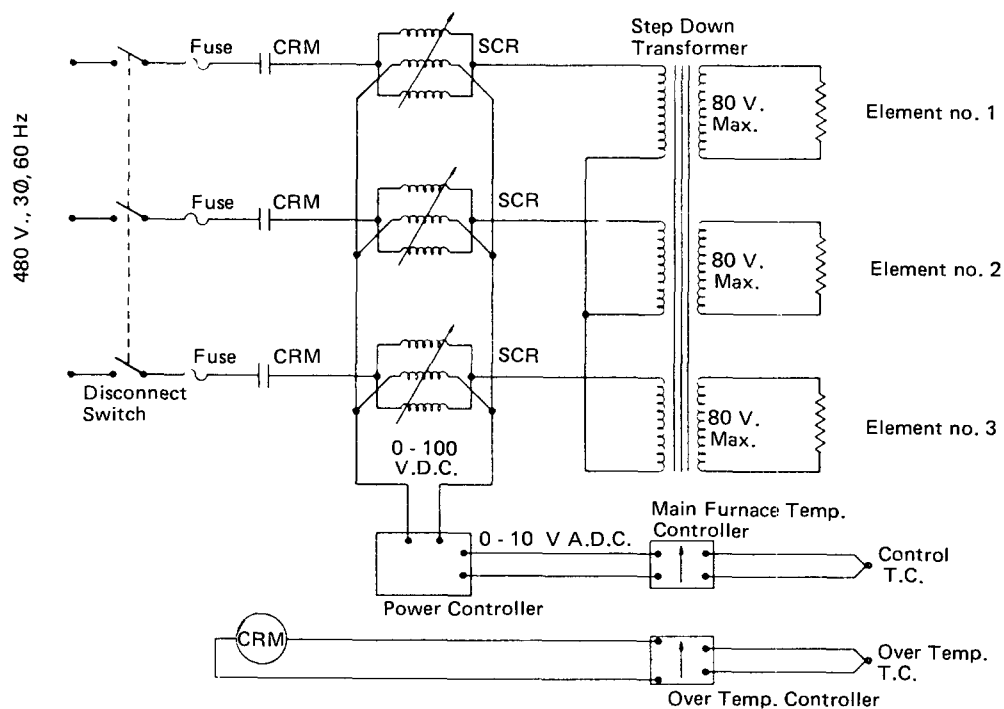 480 V., 3Ø, 60 Hz
Fuse
CRM
SCR
Step Down
Transformer
80 V.
Max.
Element no. 1
Fuse
CRM
SCR
80 V.
Max.
Element no. 2
Fuse
CRM
SCR
80 V.
Max.
Element no. 3
Disconnect
Switch
0 - 100
V.D.C.
Main Furnace Temp.
Controller
0 - 10 V A.D.C.
Control
T.C.
Power Controller
CRM
Over Temp.
T.C.
Over Temp. Controller